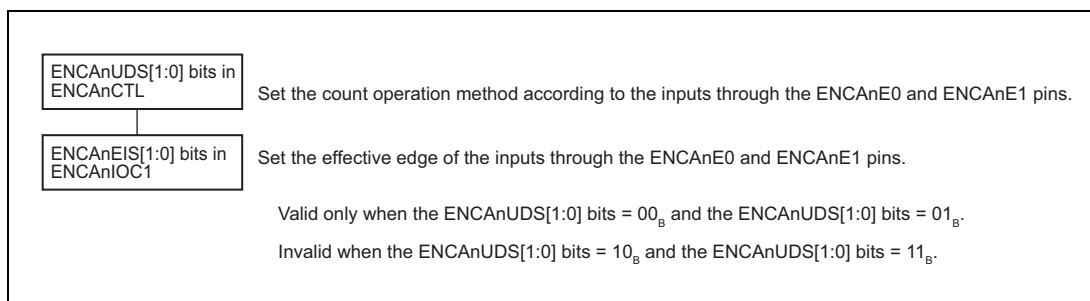 ENCAnUDS[1:0] bits in
ENCAnCTL
Set the count operation method according to the inputs through the ENCAnE0 and ENCAnE1 pins.
ENCAnEIS[1:0] bits in
ENCAnIOC1
Set the effective edge of the inputs through the ENCAnE0 and ENCAnE1 pins.
Valid only when the ENCAnUDS[1:0] bits = 00B and the ENCAnUDS[1:0] bits = 01B.
Invalid when the ENCAnUDS[1:0] bits = 10B and the ENCAnUDS[1:0] bits = 11B.